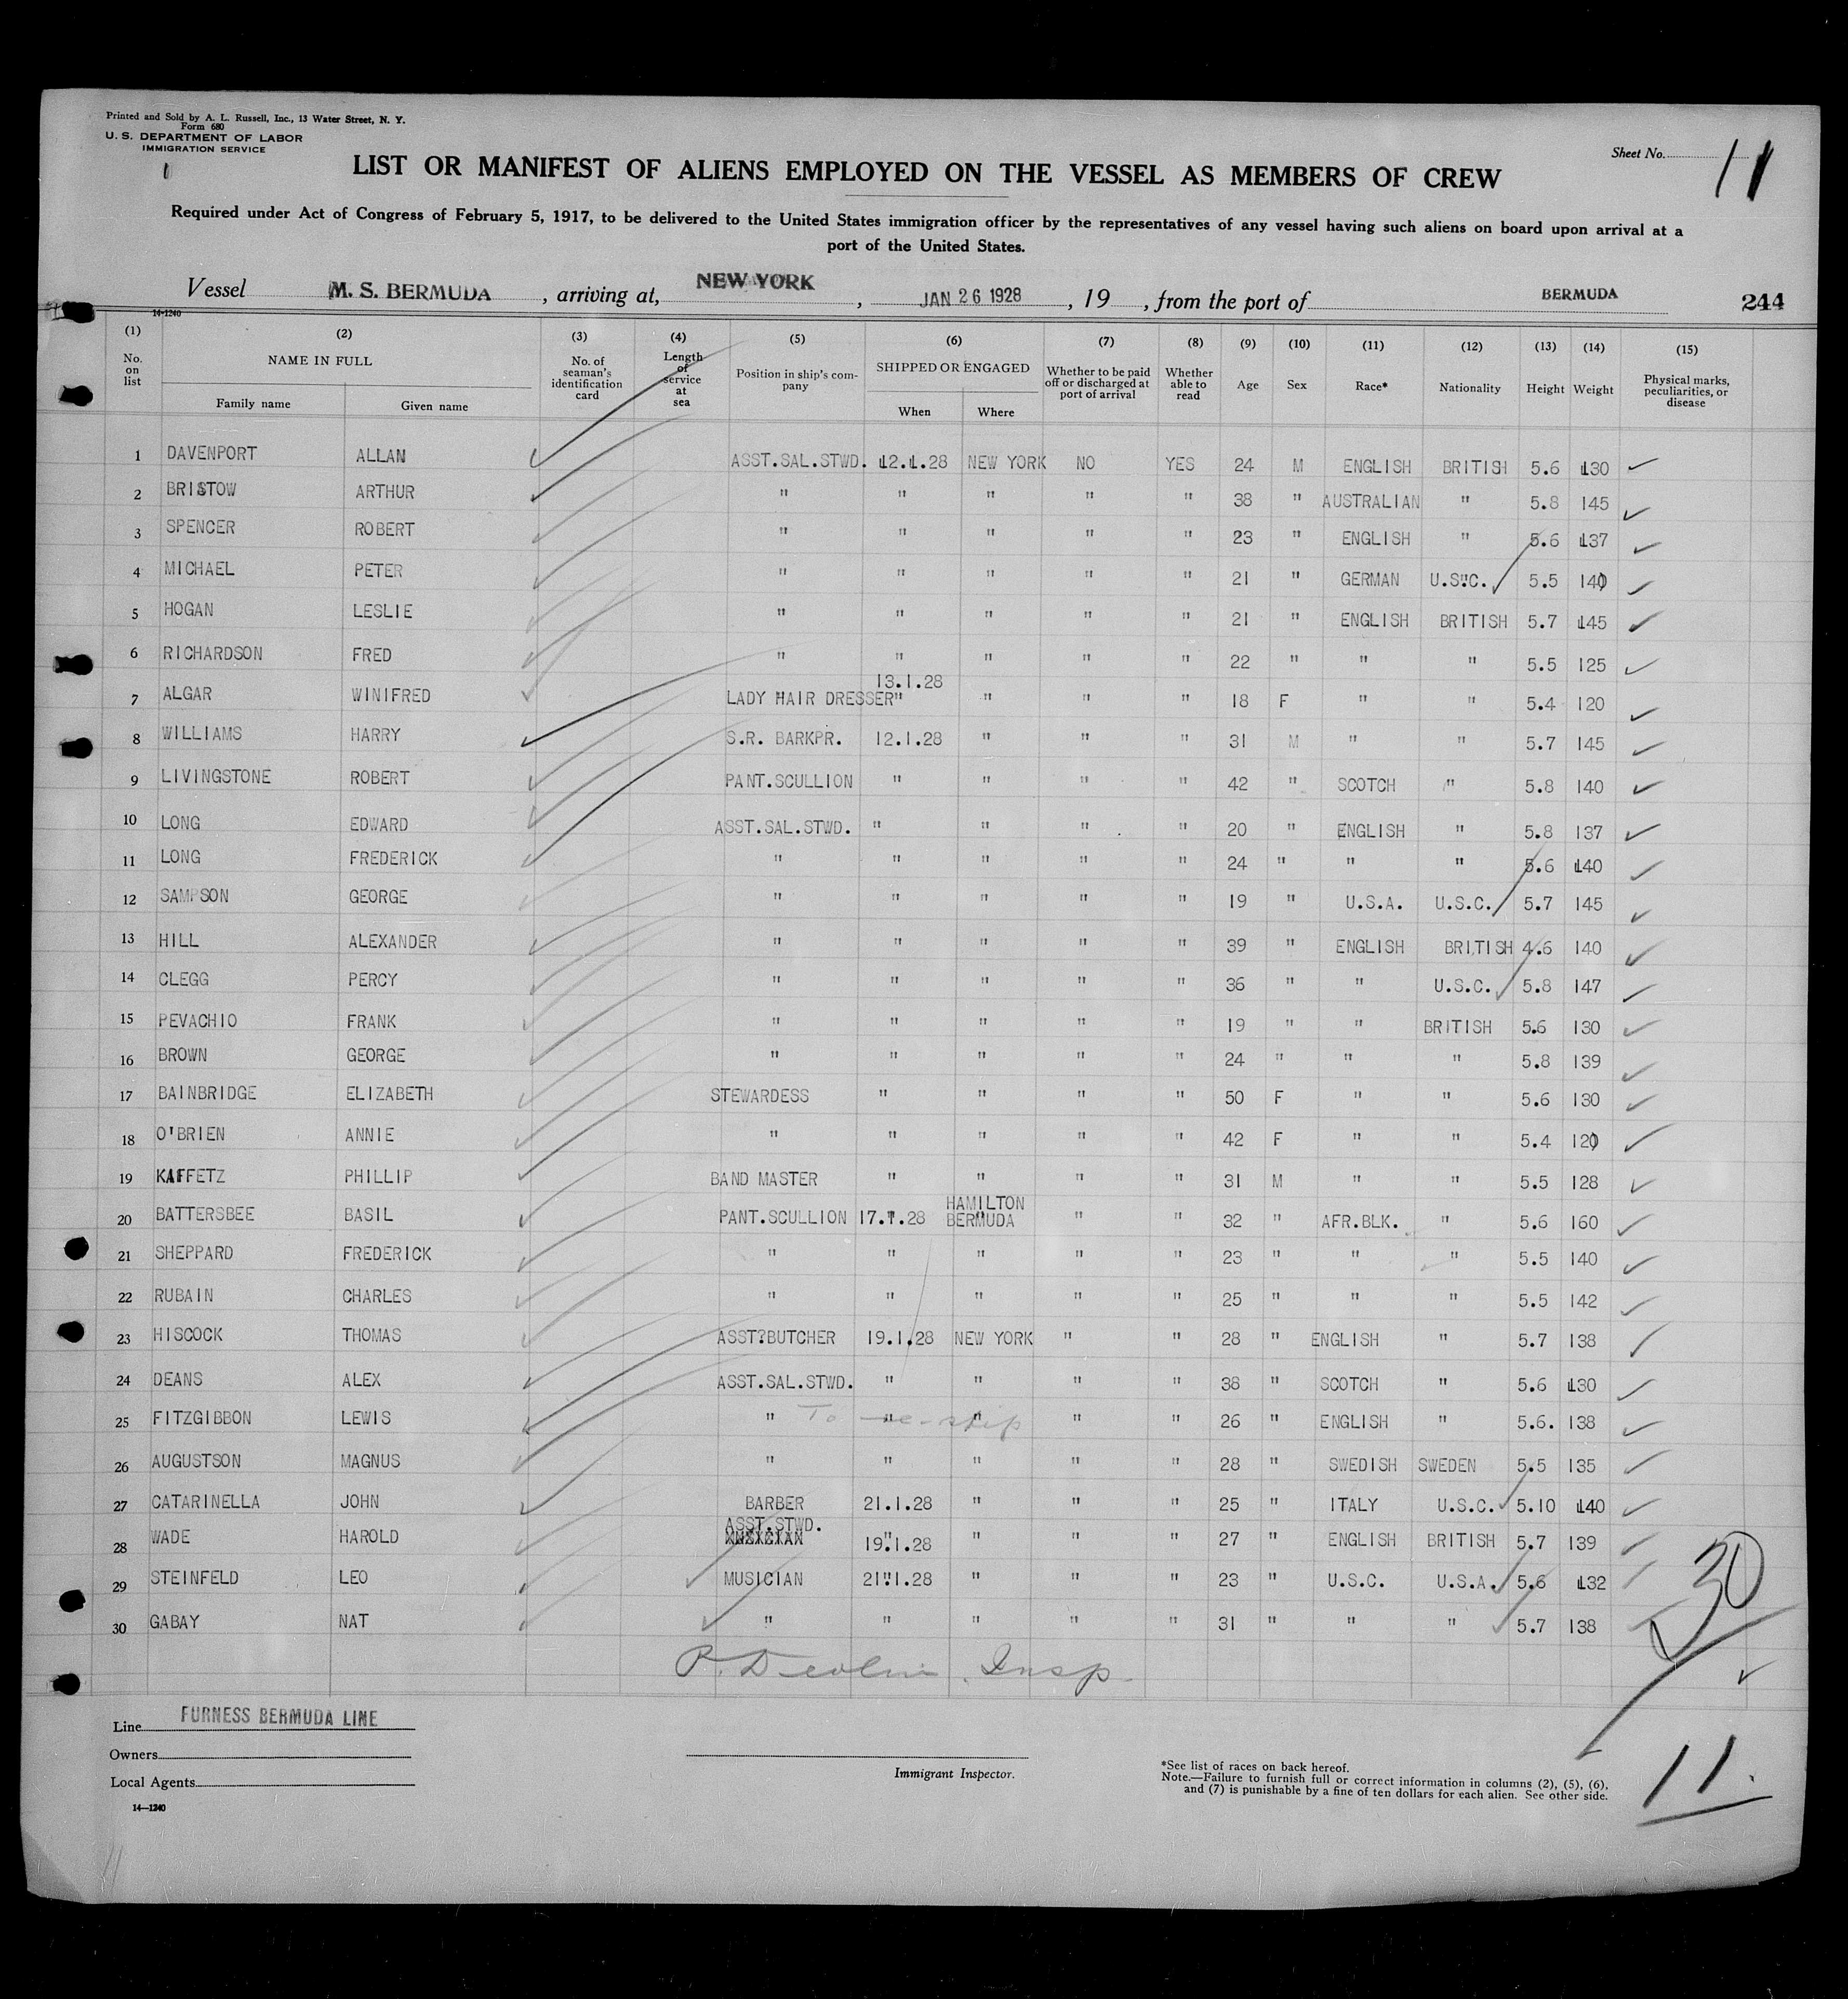 Printed and Sold by A. L. Russell, Inc., 13 Water Street, N. Y.
Form 680
U. S. DEPARTMENT OF LABOR
IMMIGRATION SERVICE
Sheet No. 11
LIST OR MANIFEST OF ALIENS EMPLOYED ON THE VESSEL AS MEMBERS OF CREW
Required under Act of Congress of February 5, 1917, to be delivered to the United States immigration officer by the representatives of any vessel having such aliens on board upon arrival at a
port of the United States.
Vessel M. S. BERMUDA, arriving at, NEW YORK, JAN 26 1928, 19, from the port of BERMUDA 244
14-1240
(1) (2) (3) (4) (5) (6) (7) (8) (9) (10) (11) (12) (13) (14) (15)
No. on list NAME IN FULL Family name Given name No. of seaman's identification card Length of service at sea Position in ship's company SHIPPED OR ENGAGED When Where Whether to be paid off or discharged at port of arrival Whether able to read Age Sex Race* Nationality Height Weight Physical marks, peculiarities, or disease
1 DAVENPORT ALLAN ASST.SAL.STWD. 12.1.28 NEW YORK NO YES 24 M ENGLISH BRITISH 5.6 130
2 BRISTOW ARTHUR " " " " " 38 " AUSTRALIAN " 5.8 145
3 SPENCER ROBERT " " " " " 23 " ENGLISH " 5.6 137
4 MICHAEL PETER " " " " " 21 " GERMAN U.S.C. 5.5 140
5 HOGAN LESLIE " " " " " 21 " ENGLISH BRITISH 5.7 145
6 RICHARDSON FRED " " " " " 22 " " " 5.5 125
7 ALGAR WINIFRED LADY HAIR DRESSER" 13.1.28 " " " 18 F " " 5.4 120
8 WILLIAMS HARRY S.R. BARKPR. 12.1.28 " " " 31 M " " 5.7 145
9 LIVINGSTONE ROBERT PANT.SCULLION " " " " 42 " SCOTCH " 5.8 140
10 LONG EDWARD ASST.SAL.STWD. " " " " 20 " ENGLISH " 5.8 137
11 LONG FREDERICK " " " " " 24 " " " 5.6 140
12 SAMPSON GEORGE " " " " " 19 " U.S.A. U.S.C. 5.7 145
13 HILL ALEXANDER " " " " " 39 " ENGLISH BRITISH 4.6 140
14 CLEGG PERCY " " " " " 36 " " U.S.C. 5.8 147
15 PEVACHIO FRANK " " " " " 19 " " BRITISH 5.6 130
16 BROWN GEORGE " " " " " 24 " " " 5.8 139
17 BAINBRIDGE ELIZABETH STEWARDESS " " " " 50 F " " 5.6 130
18 O'BRIEN ANNIE " " " " " 42 F " " 5.4 120
19 KAFFETZ PHILLIP BAND MASTER " " " " 31 M " " 5.5 128
20 BATTERSBEE BASIL PANT.SCULLION 17.1.28 HAMILTON BERMUDA " " 32 " AFR.BLK. " 5.6 160
21 SHEPPARD FREDERICK " " " " " 23 " " " 5.5 140
22 RUBAIN CHARLES " " " " " 25 " " " 5.5 142
23 HISCOCK THOMAS ASST?BUTCHER 19.1.28 NEW YORK " " 28 " ENGLISH " 5.7 138
24 DEANS ALEX ASST.SAL.STWD. " " " " 38 " SCOTCH " 5.6 130
25 FITZGIBBON LEWIS " " " " " 26 " ENGLISH " 5.6. 138
To re-ship
26 AUGUSTSON MAGNUS " " " " " 28 " SWEDISH SWEDEN 5.5 135
27 CATARINELLA JOHN BARBER 21.1.28 " " " 25 " ITALY U.S.C. 5.10 140
28 WADE HAROLD ASST.STWD. 19.1.28 " " " 27 " ENGLISH BRITISH 5.7 139
29 STEINFELD LEO MUSICIAN 21.1.28 " " " 23 " U.S.C. U.S.A. 5.6 132
30 GABAY NAT " " " " " 31 " " " 5.7 138
30
P. Devlin Insp.
Line FURNESS BERMUDA LINE
Owners
Local Agents
14—1240
Immigrant Inspector.
*See list of races on back hereof.
Note.—Failure to furnish full or correct information in columns (2), (5), (6),
and (7) is punishable by a fine of ten dollars for each alien. See other side.
11.